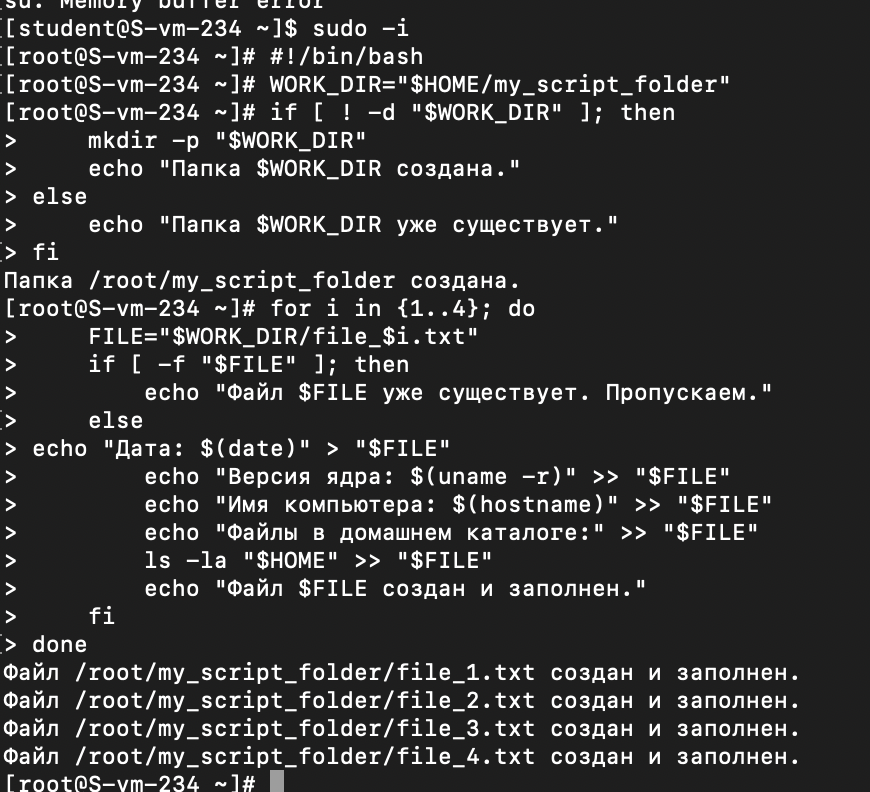 su: Memory buffer error
[student@S-vm-234 ~]$ sudo -i
[root@S-vm-234 ~]# #!/bin/bash
[root@S-vm-234 ~]# WORK_DIR="$HOME/my_script_folder"
[root@S-vm-234 ~]# if [ ! -d "$WORK_DIR" ]; then
>     mkdir -p "$WORK_DIR"
>     echo "Папка $WORK_DIR создана."
> else
>     echo "Папка $WORK_DIR уже существует."
> fi
Папка /root/my_script_folder создана.
[root@S-vm-234 ~]# for i in {1..4}; do
>     FILE="$WORK_DIR/file_$i.txt"
>     if [ -f "$FILE" ]; then
>         echo "Файл $FILE уже существует. Пропускаем."
>     else
> echo "Дата: $(date)" > "$FILE"
>         echo "Версия ядра: $(uname -r)" >> "$FILE"
>         echo "Имя компьютера: $(hostname)" >> "$FILE"
>         echo "Файлы в домашнем каталоге:" >> "$FILE"
>         ls -la "$HOME" >> "$FILE"
>         echo "Файл $FILE создан и заполнен."
>     fi
> done
Файл /root/my_script_folder/file_1.txt создан и заполнен.
Файл /root/my_script_folder/file_2.txt создан и заполнен.
Файл /root/my_script_folder/file_3.txt создан и заполнен.
Файл /root/my_script_folder/file_4.txt создан и заполнен.
[root@S-vm-234 ~]#